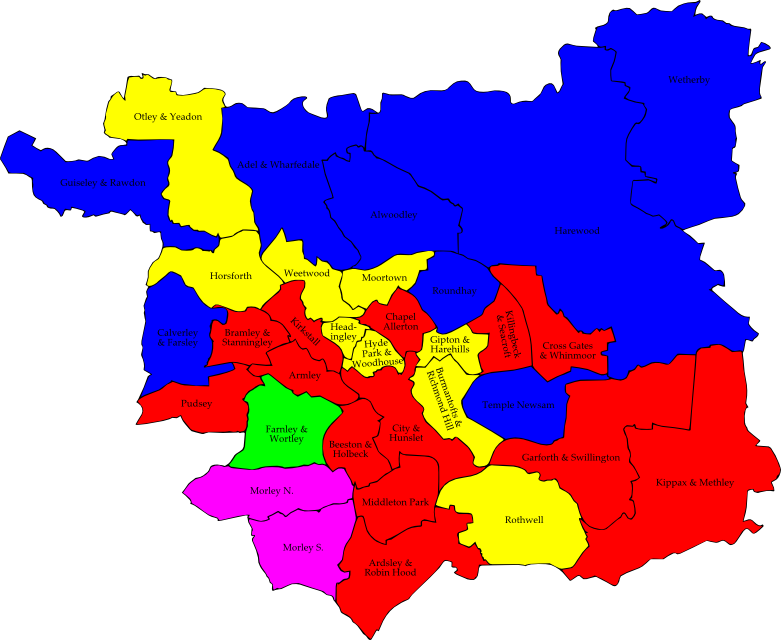 Wetherby
Otley & Yeadon
Adel & Wharfedale
Guiseley & Rawdon
Alwoodley
Harewood
Horsforth
Weetwood
Moortown
Roundhay
Calverley
& Farsley
Bramley &
Stanningley
Kirkstall
Head-
ingley
Chapel
Allerton
Hyde
Park &
Woodhouse
Gipton &
Harehills
Killingbeck
& Seacroft
Cross Gates
& Whinmoor
Armley
Pudsey
Burmantofts &
Richmond Hill
Temple Newsam
Farnley &
Wortley
Beeston &
Holbeck
City &
Hunslet
Garforth & Swillington
Kippax & Methley
Morley N.
Middleton Park
Rothwell
Morley S.
Ardsley &
Robin Hood